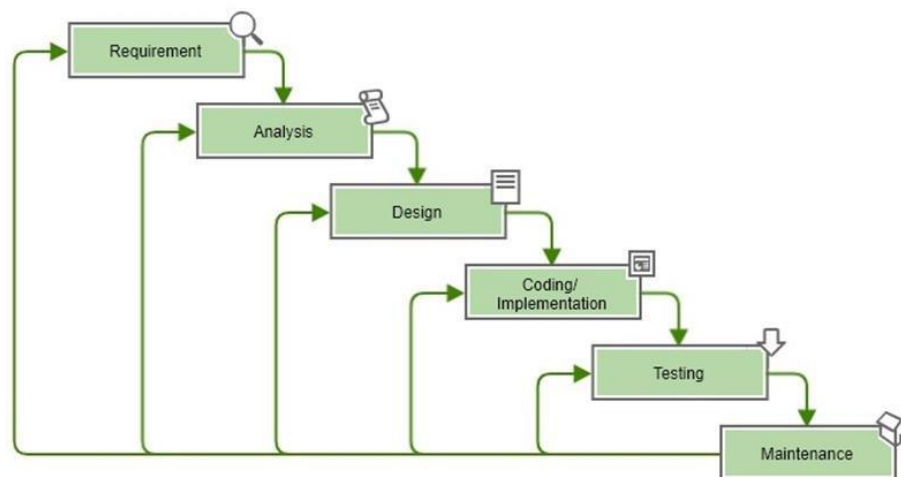 Requirement
Analysis
Design
Coding/
Implementation
Testing
Maintenance